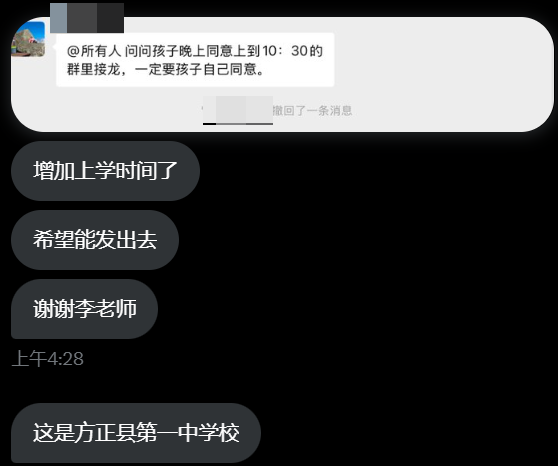 @所有人 问问孩子晚上同意上到10：30的
群里接龙，一定要孩子自己同意。
撤回了一条消息
增加上学时间了
希望能发出去
谢谢李老师
上午4:28
这是方正县第一中学校